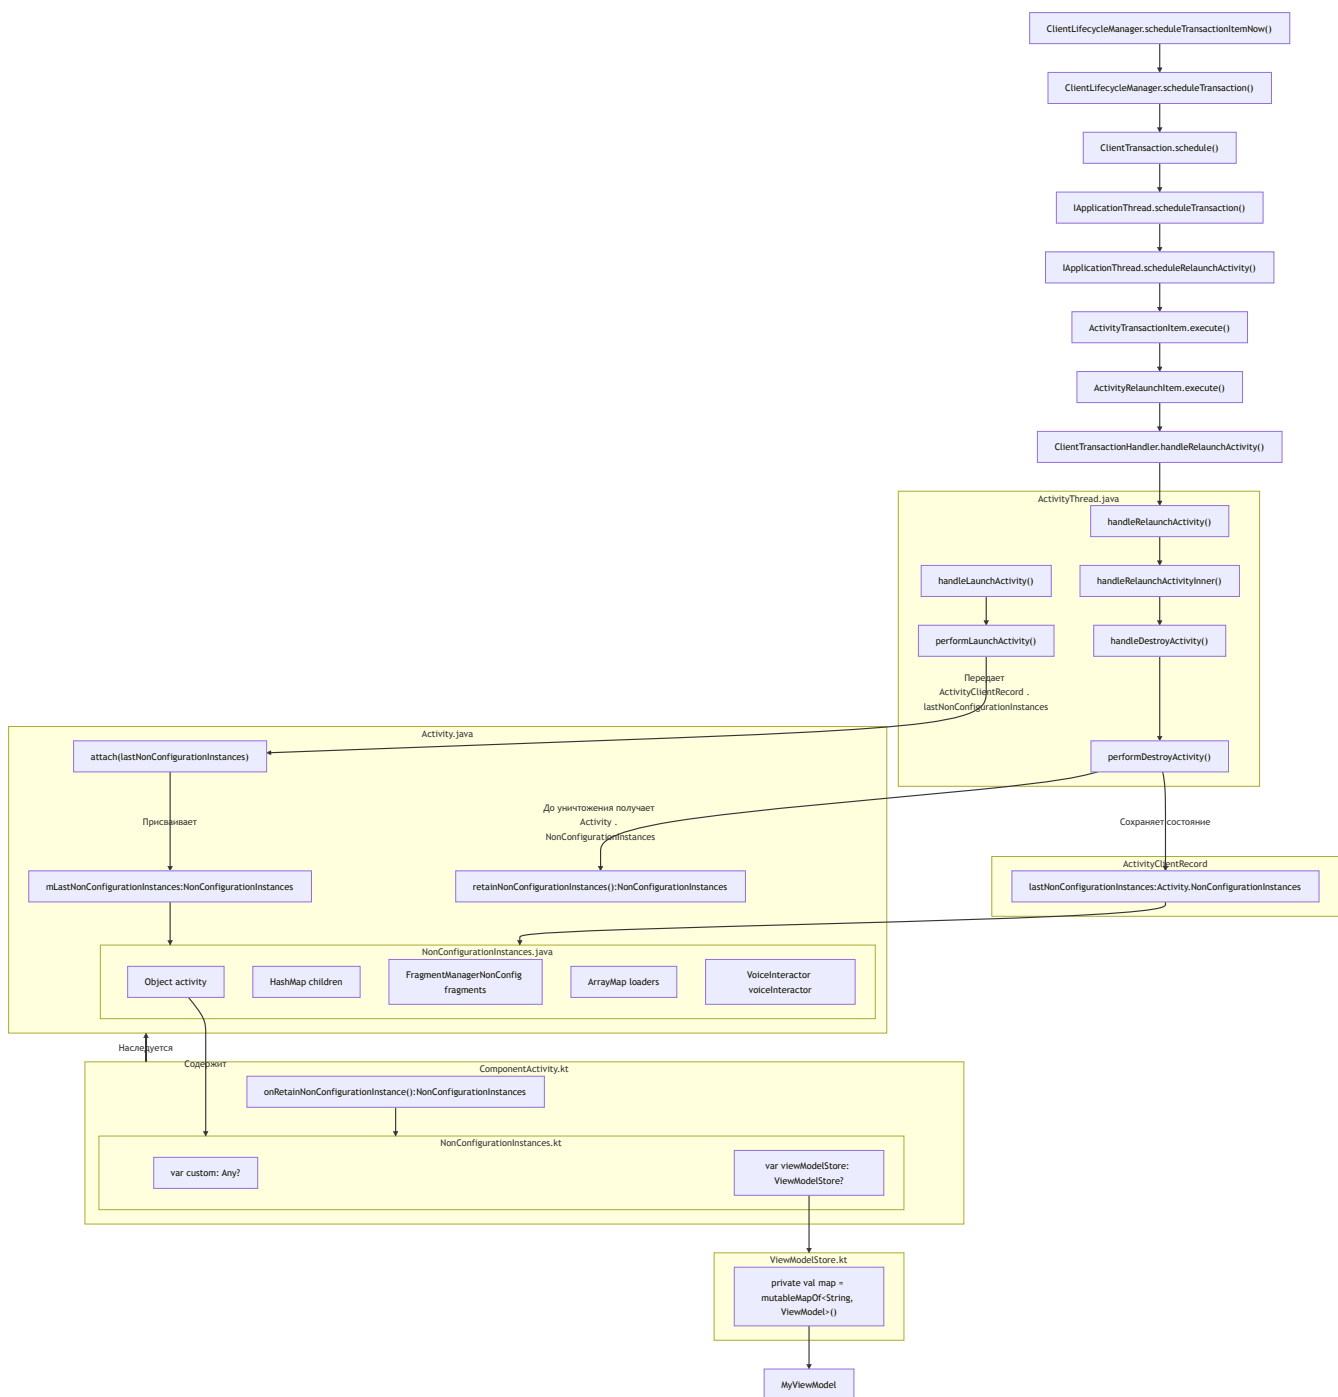 ClientLifecycleManager.scheduleTransactionItemNow()
ClientLifecycleManager.scheduleTransaction()
ClientTransaction.schedule()
IApplicationThread.scheduleTransaction()
IApplicationThread.scheduleRelaunchActivity()
ActivityTransactionItem.execute()
ActivityRelaunchItem.execute()
ClientTransactionHandler.handleRelaunchActivity()
ActivityThread.java
handleRelaunchActivity()
handleLaunchActivity()
handleRelaunchActivityInner()
performLaunchActivity()
handleDestroyActivity()
Передает
ActivityClientRecord .
lastNonConfigurationInstances
Activity.java
attach(lastNonConfigurationInstances)
performDestroyActivity()
Присваивает
До уничтожения получает
Activity .
NonConfigurationInstances
Сохраняет состояние
ActivityClientRecord
mLastNonConfigurationInstances:NonConfigurationInstances
retainNonConfigurationInstances():NonConfigurationInstances
lastNonConfigurationInstances:Activity.NonConfigurationInstances
NonConfigurationInstances.java
Object activity
HashMap children
FragmentManagerNonConfig
fragments
ArrayMap loaders
VoiceInteractor
voiceInteractor
Наследуется
Содержит
ComponentActivity.kt
onRetainNonConfigurationInstance():NonConfigurationInstances
NonConfigurationInstances.kt
var custom: Any?
var viewModelStore:
ViewModelStore?
ViewModelStore.kt
private val map =
mutableMapOf<String,
ViewModel>()
MyViewModel